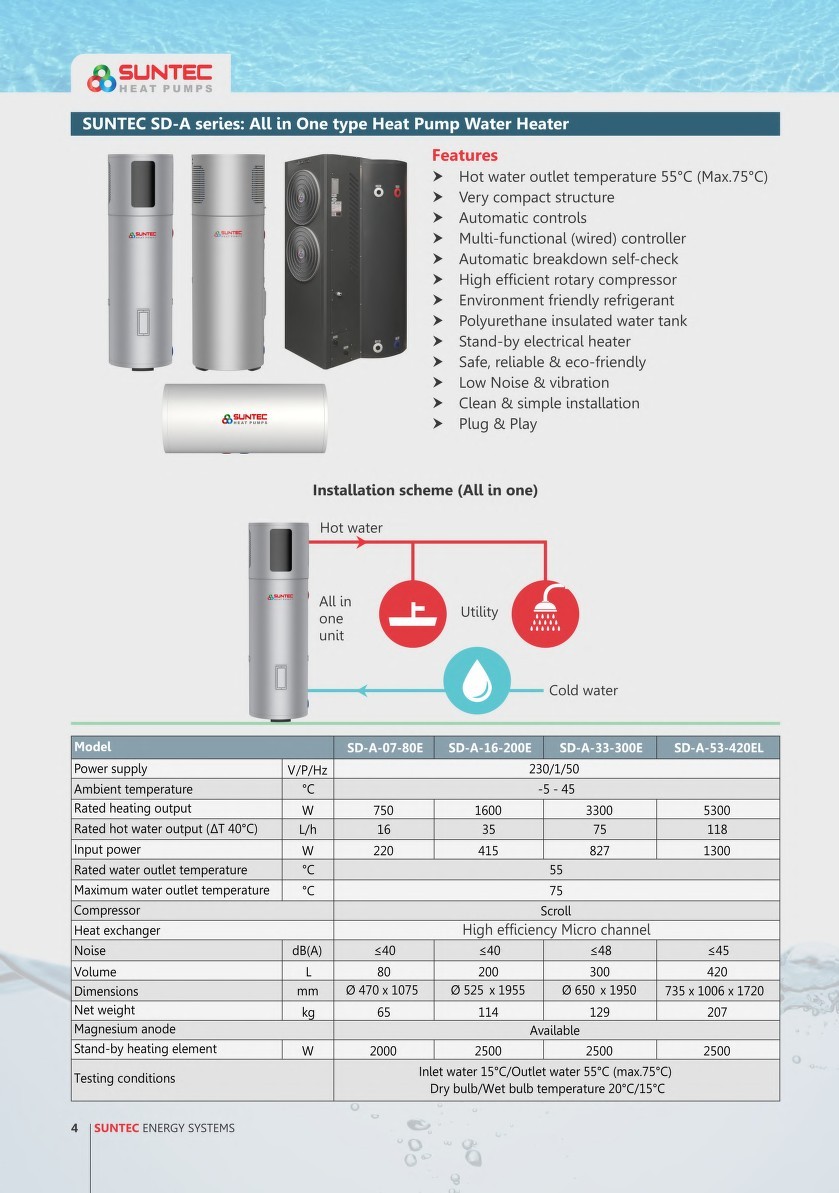 SUNTEC
HEAT PUMPS
SUNTEC SD-A series: All in One type Heat Pump Water Heater
Features
➤ Hot water outlet temperature 55°C (Max.75°C)
➤ Very compact structure
➤ Automatic controls
➤ Multi-functional (wired) controller
➤ Automatic breakdown self-check
➤ High efficient rotary compressor
➤ Environment friendly refrigerant
➤ Polyurethane insulated water tank
➤ Stand-by electrical heater
➤ Safe, reliable & eco-friendly
➤ Low Noise & vibration
➤ Clean & simple installation
➤ Plug & Play
SUNTEC
SUNTEC
SUNTEC
HEAT PUMPS
Installation scheme (All in one)
Hot water
SUNTEC
All in
one
unit
Utility
Cold water
Model SD-A-07-80E SD-A-16-200E SD-A-33-300E SD-A-53-420EL
Power supply V/P/Hz 230/1/50
Ambient temperature °C -5 - 45
Rated heating output W 750 1600 3300 5300
Rated hot water output (ΔT 40°C) L/h 16 35 75 118
Input power W 220 415 827 1300
Rated water outlet temperature °C 55
Maximum water outlet temperature °C 75
Compressor Scroll
Heat exchanger High efficiency Micro channel
Noise dB(A) ≤40 ≤40 ≤48 ≤45
Volume L 80 200 300 420
Dimensions mm Ø 470 x 1075 Ø 525 x 1955 Ø 650 x 1950 735 x 1006 x 1720
Net weight kg 65 114 129 207
Magnesium anode Available
Stand-by heating element W 2000 2500 2500 2500
Testing conditions Inlet water 15°C/Outlet water 55°C (max.75°C)
Dry bulb/Wet bulb temperature 20°C/15°C
4 SUNTEC ENERGY SYSTEMS